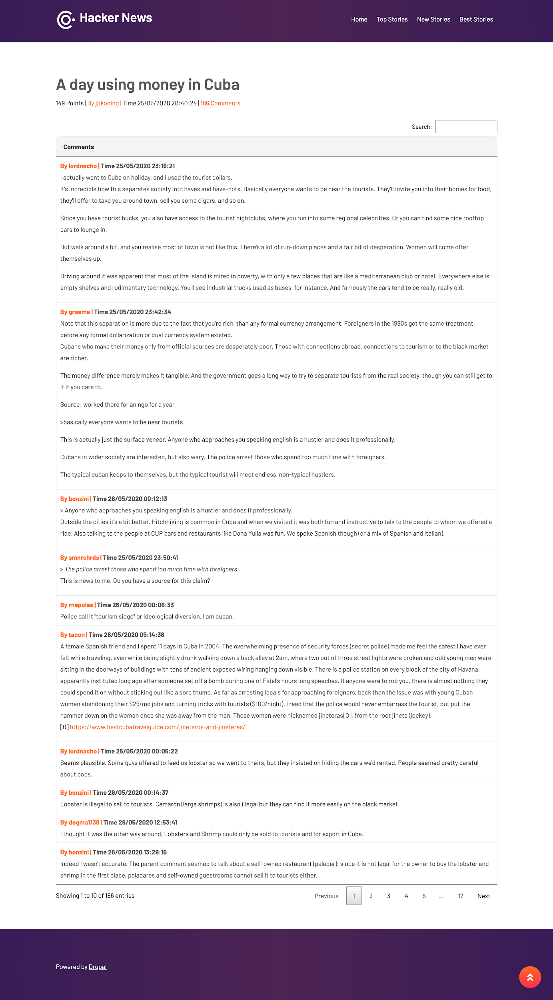 Hacker News
Home Top Stories New Stories Best Stories
A day using money in Cuba
149 Points | By jpkoning | Time 25/05/2020 20:40:24 | 166 Comments
Search:
Comments
By lordnacho | Time 25/05/2020 23:16:21
I actually went to Cuba on holiday, and I used the tourist dollars.
It's incredible how this separates society into haves and have-nots. Basically everyone wants to be near the tourists. They'll invite you into their homes for food,
they'll offer to take you around town, sell you some cigars, and so on.
Since you have tourist bucks, you also have access to the tourist nightclubs, where you run into some regional celebrities. Or you can find some nice rooftop
bars to lounge in.
But walk around a bit, and you realise most of town is not like this. There's a lot of run-down places and a fair bit of desperation. Women will come offer
themselves up.
Driving around it was apparent that most of the island is mired in poverty, with only a few places that are like a mediterranean club or hotel. Everywhere else is
empty shelves and rudimentary technology. You'll see industrial trucks used as buses, for instance. And famously the cars tend to be really, really old.
By graeme | Time 25/05/2020 23:42:34
Note that this separation is more due to the fact that you’re rich, than any formal currency arrangement. Foreigners in the 1990s got the same treatment,
before any formal dollarization or dual currency system existed.
Cubans who make their money only from official sources are desperately poor. Those with connections abroad, connections to tourism or to the black market
are richer.
The money difference merely makes it tangible. And the government goes a long way to try to separate tourists from the real society, though you can still get to
it if you care to.
Source: worked there for an ngo for a year
>basically everyone wants to be near tourists
This is actually just the surface veneer. Anyone who approaches you speaking english is a hustler and does it professionally.
Cubans in wider society are interested, but also wary. The police arrest those who spend too much time with foreigners.
The typical cuban keeps to themselves, but the typical tourist will meet endless, non-typical hustlers.
By bonzini | Time 26/05/2020 00:12:13
> Anyone who approaches you speaking english is a hustler and does it professionally.
Outside the cities it's a bit better. Hitchhiking is common in Cuba and when we visited it was both fun and instructive to talk to the people to whom we offered a
ride. Also talking to the people at CUP bars and restaurants like Dona Yulla was fun. We spoke Spanish though (or a mix of Spanish and Italian).
By smnrchrds | Time 25/05/2020 23:50:41
> The police arrest those who spend too much time with foreigners.
This is news to me. Do you have a source for this claim?
By rnapoles | Time 26/05/2020 00:06:33
Police call it "tourism siege" or ideological diversion. I am cuban.
By tacon | Time 26/05/2020 05:14:36
A female Spanish friend and I spent 11 days in Cuba in 2004. The overwhelming presence of security forces (secret police) made me feel the safest I have ever
felt while traveling, even while being slightly drunk walking down a back alley at 2am, where two out of three street lights were broken and odd young men were
sitting in the doorways of buildings with tons of ancient exposed wiring hanging down visible. There is a police station on every block of the city of Havana,
apparently instituted long ago after someone set off a bomb during one of Fidel's hours long speeches. If anyone were to rob you, there is almost nothing they
could spend it on without sticking out like a sore thumb. As far as arresting locals for approaching foreigners, back then the issue was with young Cuban
women abandoning their $25/mo jobs and turning tricks with tourists ($100/night). I read that the police would never embarrass the tourist, but put the
hammer down on the woman once she was away from the man. Those women were nicknamed jineteras[0], from the root jinete (jockey).
[0] https://www.bestcubatravelguide.com/jineteros-and-jineteras/
By lordnacho | Time 26/05/2020 00:05:22
Seems plausible. Some guys offered to feed us lobster so we went to theirs, but they insisted on hiding the cars we'd rented. People seemed pretty careful
about cops.
By bonzini | Time 26/05/2020 00:14:37
Lobster is illegal to sell to tourists. Camarón (large shrimps) is also illegal but they can find it more easily on the black market.
By dogma1138 | Time 26/05/2020 12:53:41
I thought it was the other way around, Lobsters and Shrimp could only be sold to tourists and for export in Cuba.
By bonzini | Time 26/05/2020 13:29:16
Indeed I wasn't accurate. The parent comment seemed to talk about a self-owned restaurant (paladar); since it is not legal for the owner to buy the lobster and
shrimp in the first place, paladares and self-owned guestrooms cannot sell it to tourists either.
Showing 1 to 10 of 166 entries
Previous 1 2 3 4 5 … 17 Next
Powered by Drupal